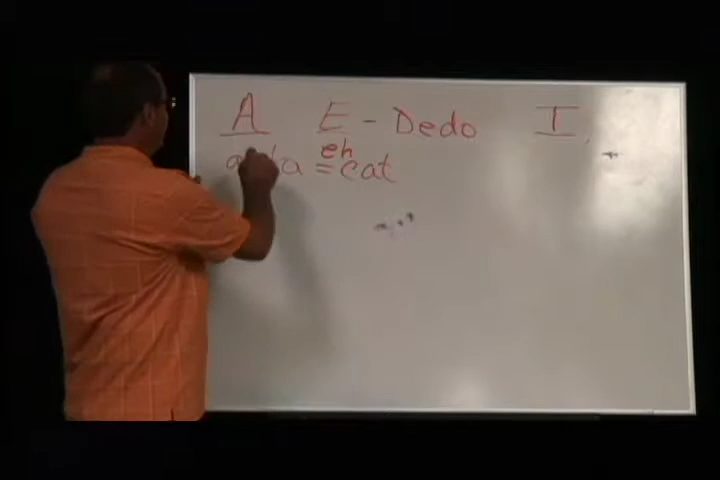 A E - Dedo I
eh
= cat